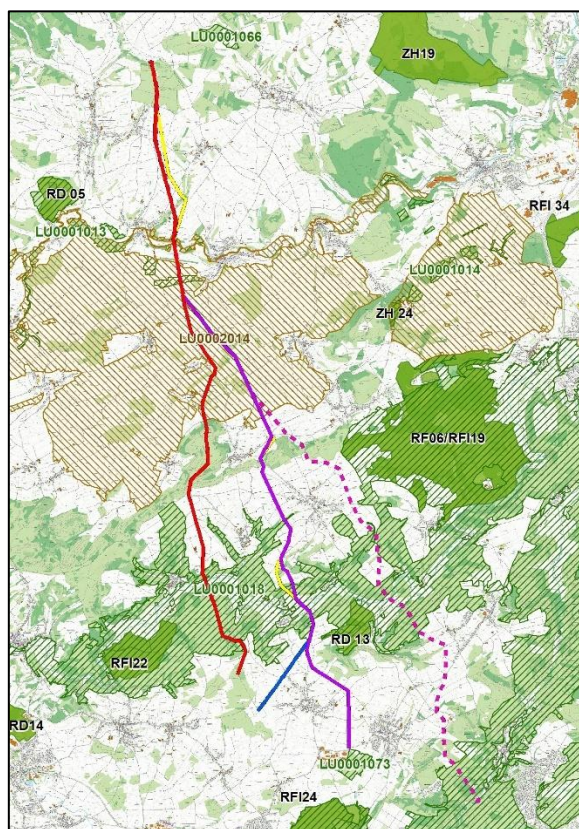 LU0001066
ZH19
RD 05
RFI 34
LU0001013
LU0001014
ZH 24
LU0002014
RF06/RFI19
LU0001018
RD 13
RFI22
RD14
LU0001073
RFI24